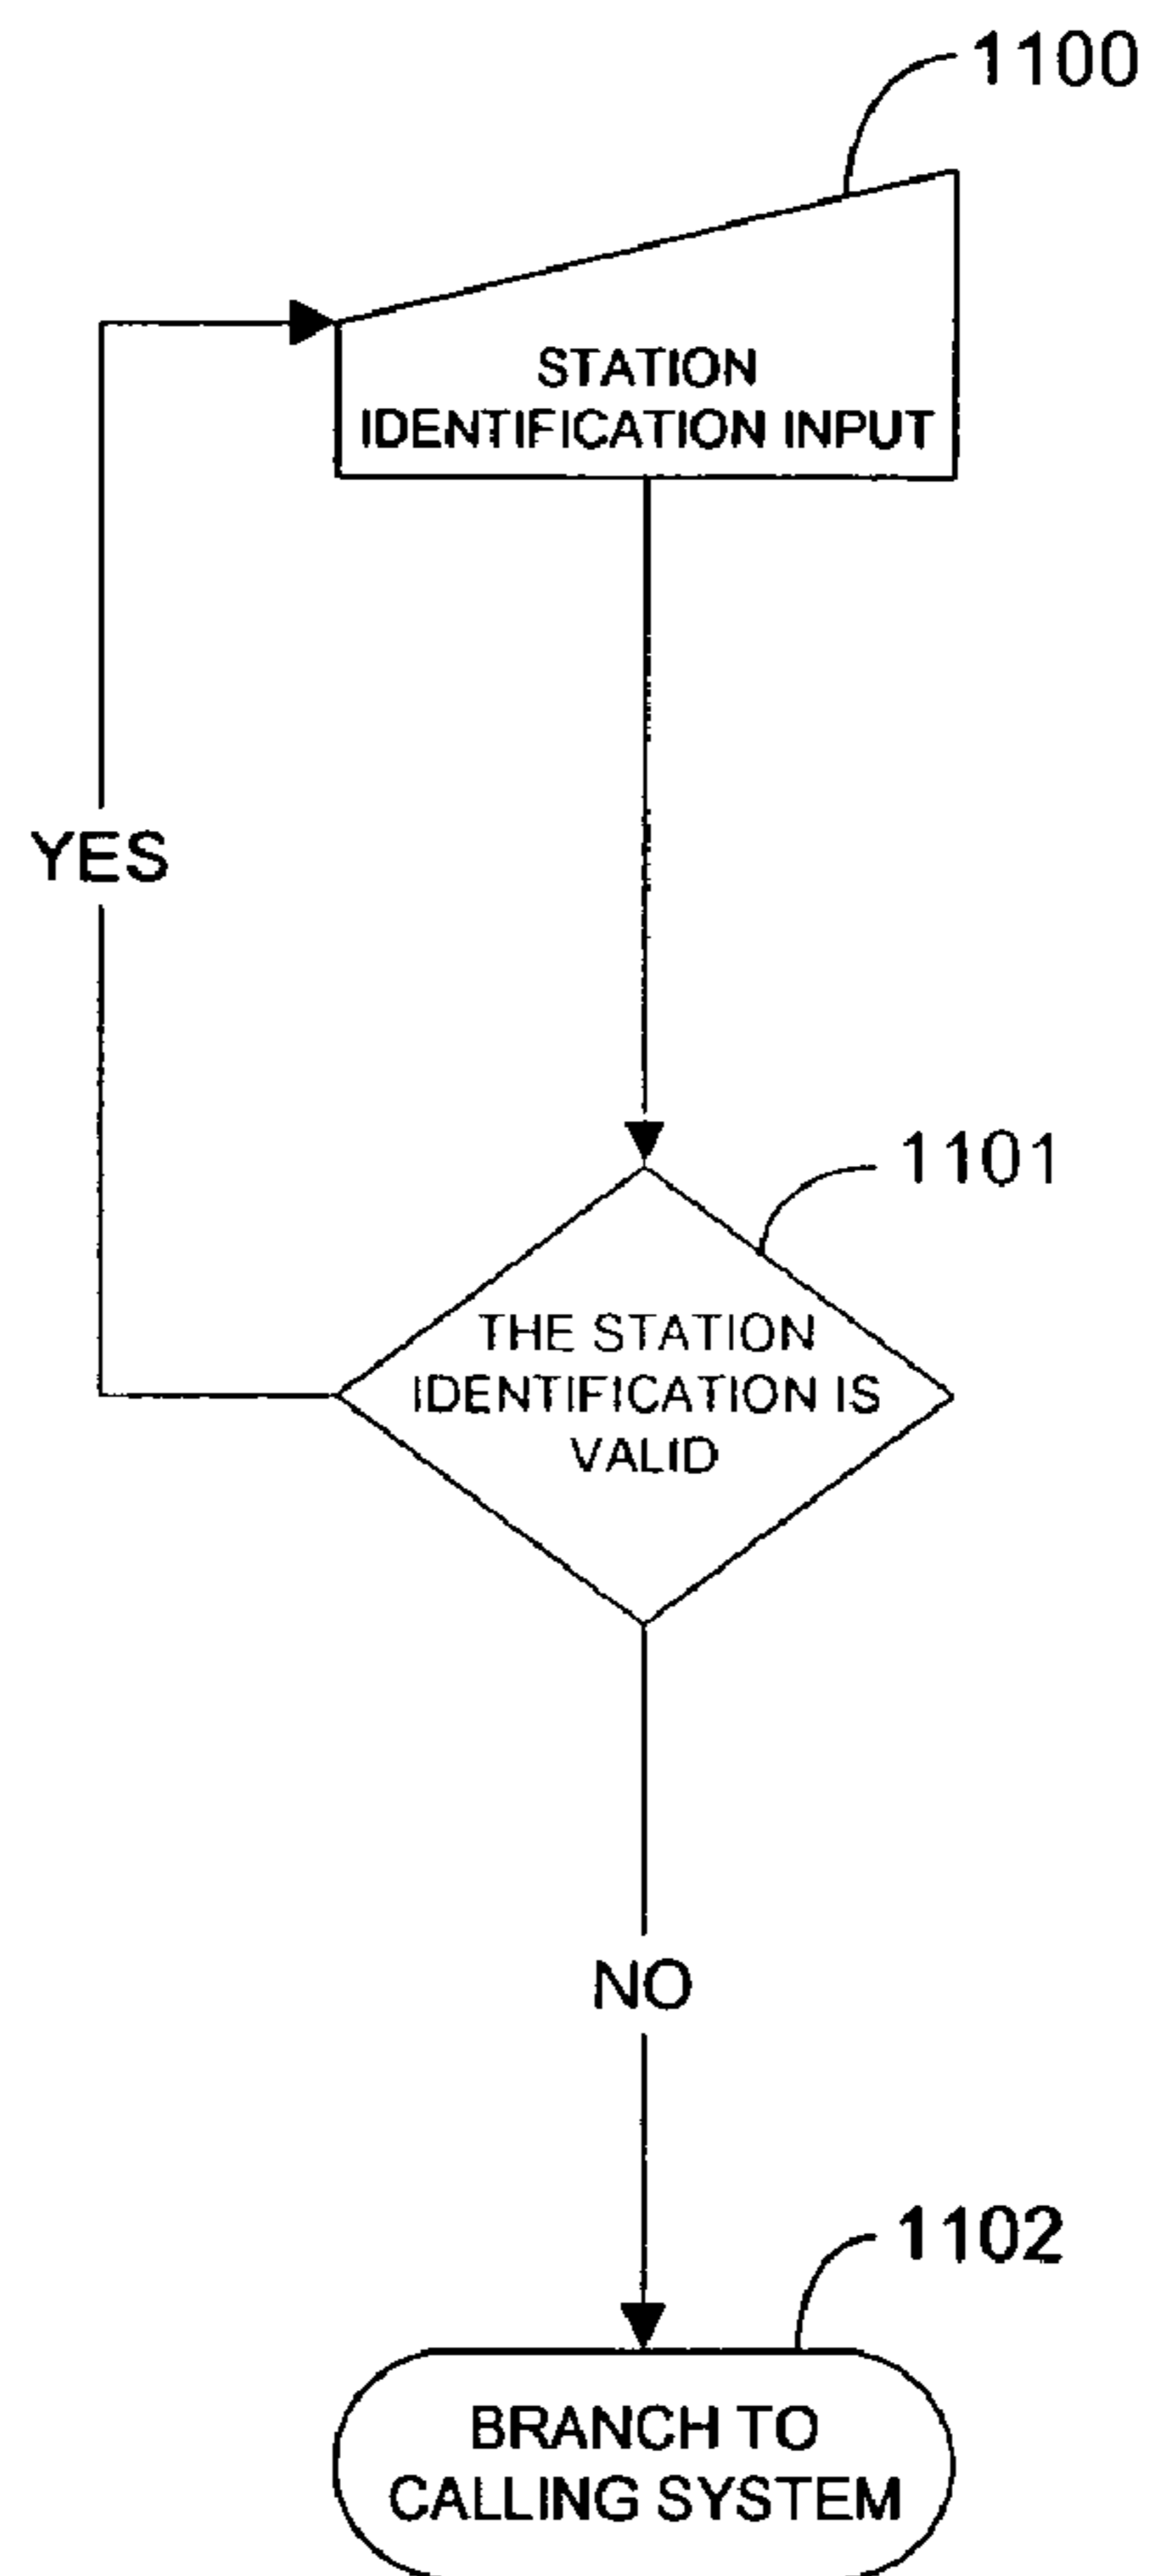 1100
STATION
IDENTIFICATION INPUT
YES
1101
THE STATION
IDENTIFICATION IS
VALID
NO
1102
BRANCH TO
CALLING SYSTEM